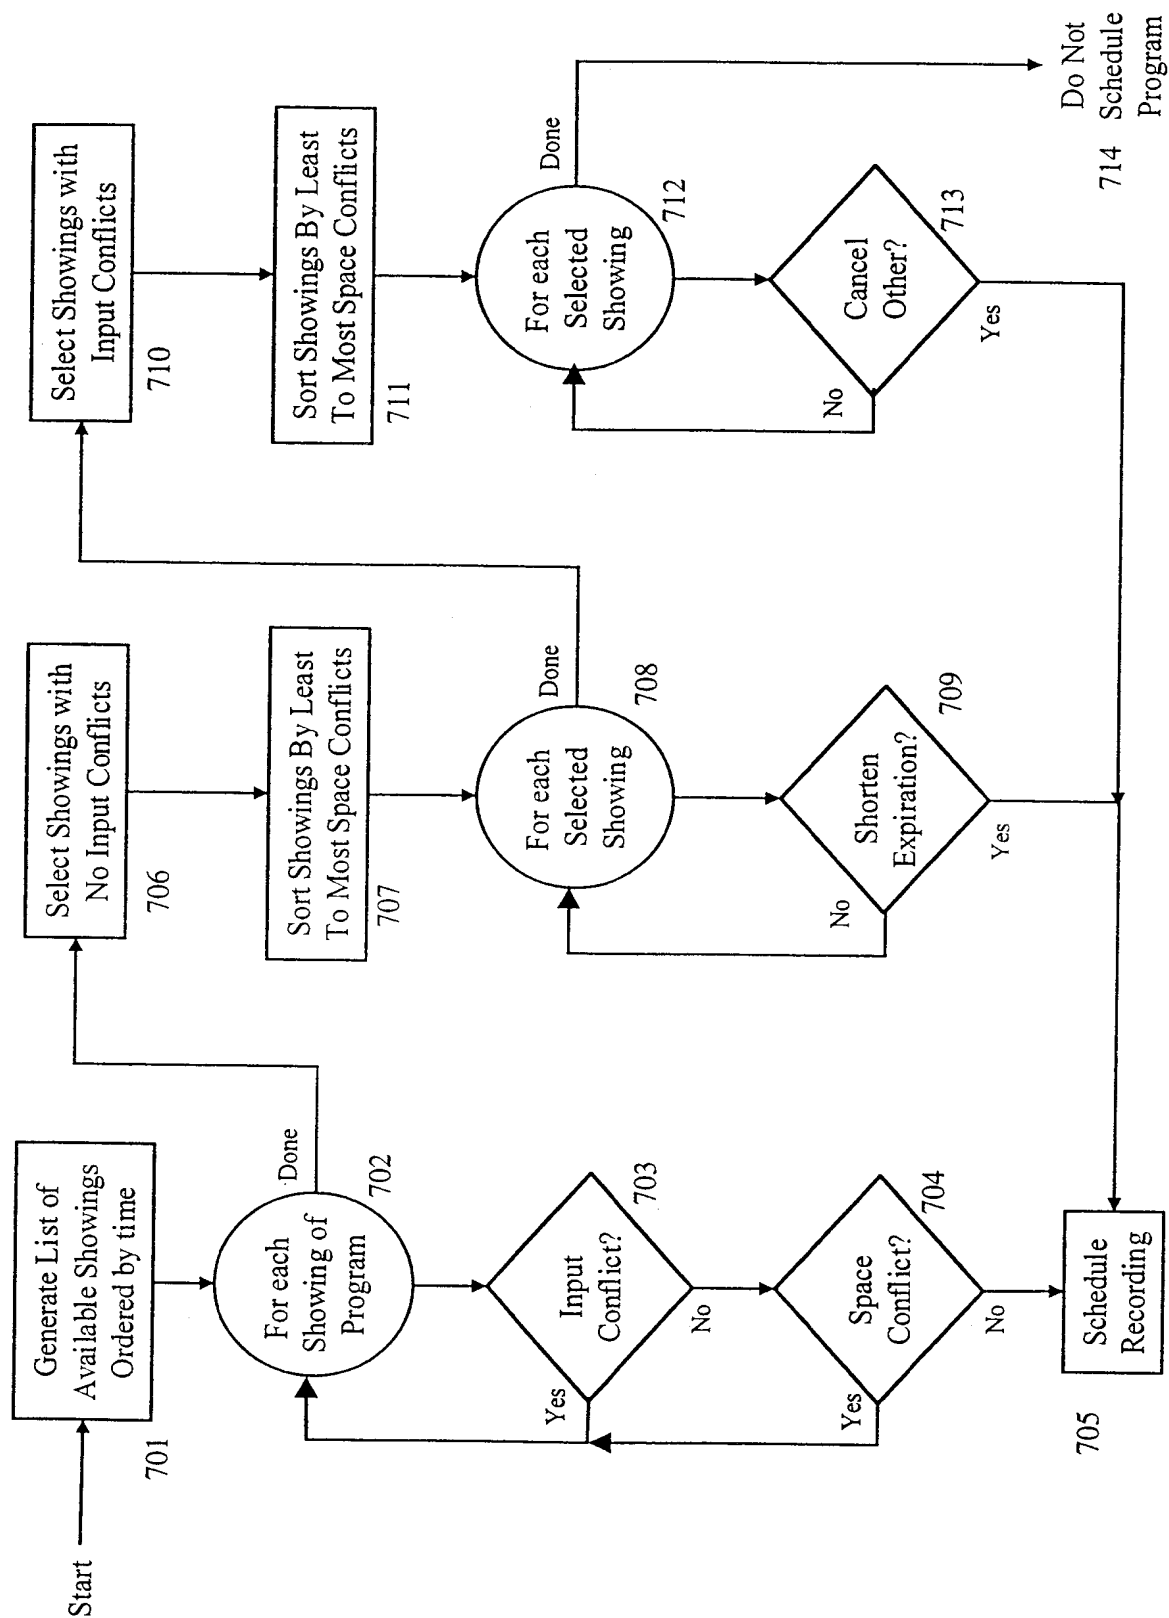 Start
Generate List of
Available Showings
Ordered by time
701
For each
Showing of
Program
Done
702
Input
Conflict?
703
Yes
No
Space
Conflict?
704
Yes
No
Schedule
Recording
705
Select Showings with
No Input Conflicts
706
Sort Showings By Least
To Most Space Conflicts
707
For each
Selected
Showing
Done
708
Shorten
Expiration?
709
No
Yes
Select Showings with
Input Conflicts
710
Sort Showings By Least
To Most Space Conflicts
711
For each
Selected
Showing
Done
712
Cancel
Other?
713
No
Yes
Do Not
714 Schedule
Program